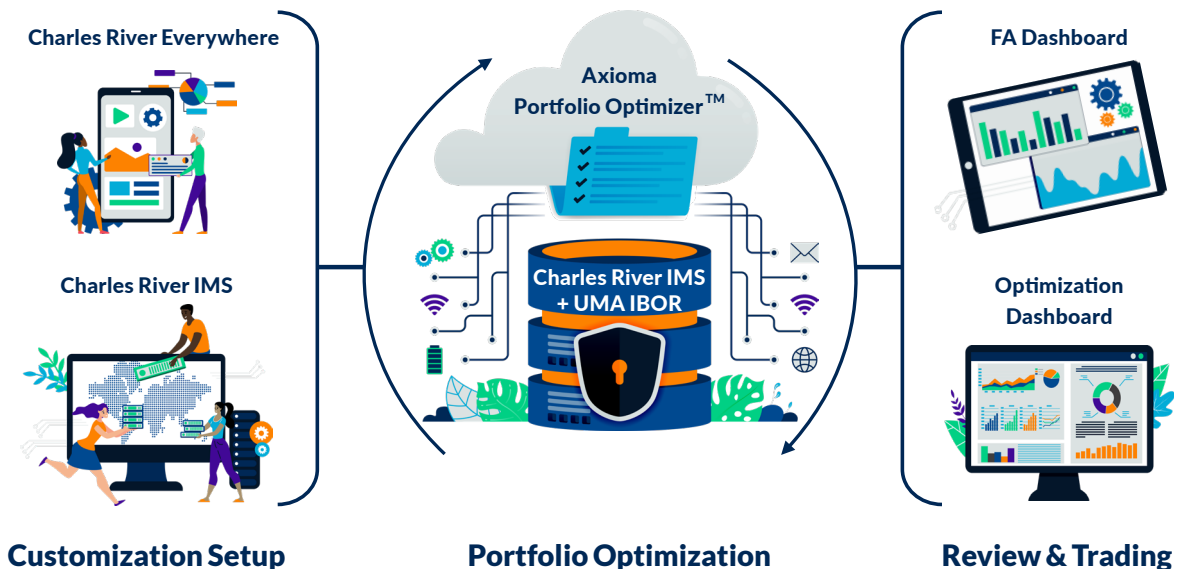 Charles River Everywhere
Charles River IMS
Customization Setup
Axioma
Portfolio Optimizer™
Charles River IMS
+ UMA IBOR
Portfolio Optimization
FA Dashboard
Optimization
Dashboard
Review & Trading